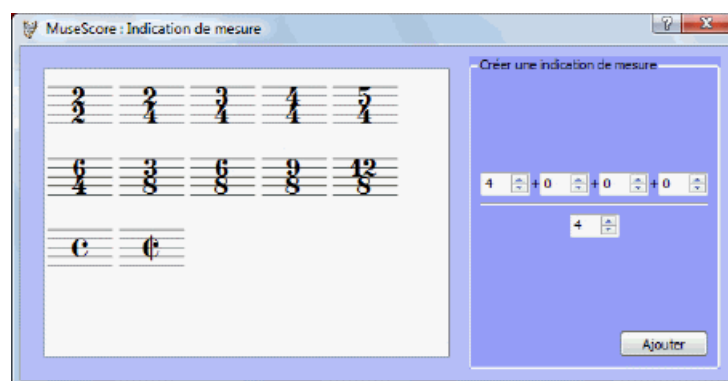 MuseScore : Indication de mesure
Créer une indication de mesure
2 2 3 4 5
2 4 4 4 4
6 3 6 9 12
4 8 8 8 8
4 + 0 + 0 + 0
4
Ajouter